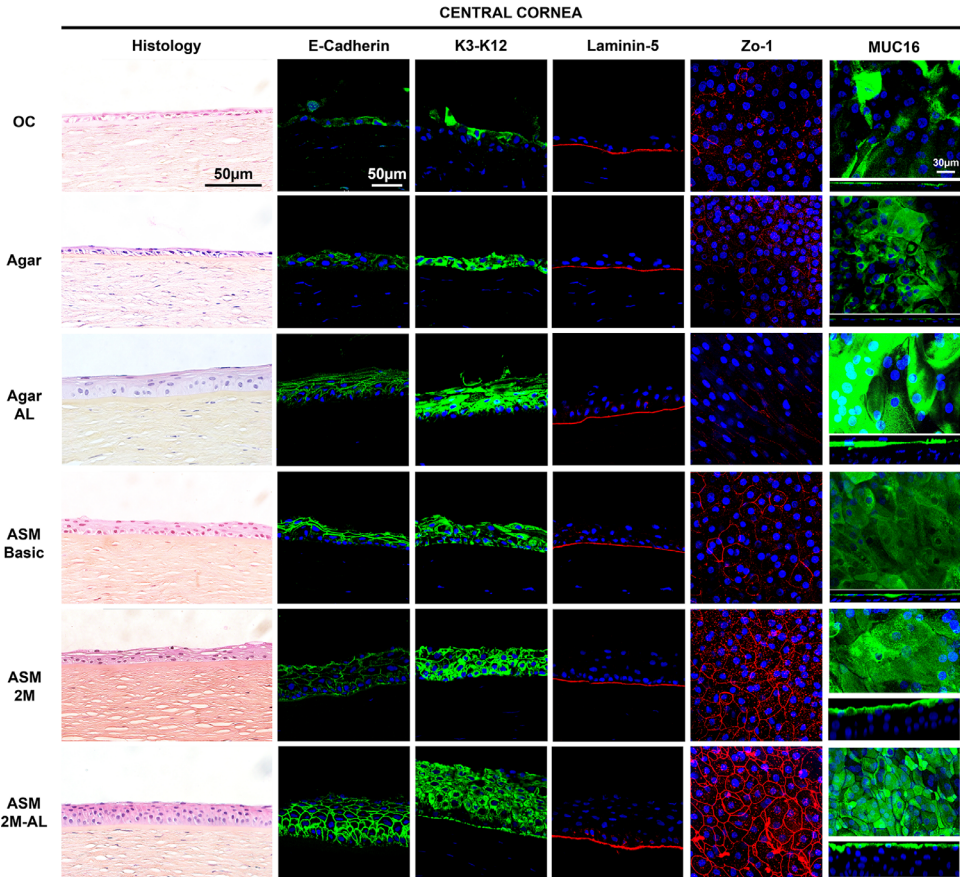 CENTRAL CORNEA
Histology E-Cadherin K3-K12 Laminin-5 Zo-1 MUC16
OC
50µm
50µm
30µm
Agar
Agar
AL
ASM
Basic
ASM
2M
ASM
2M-AL